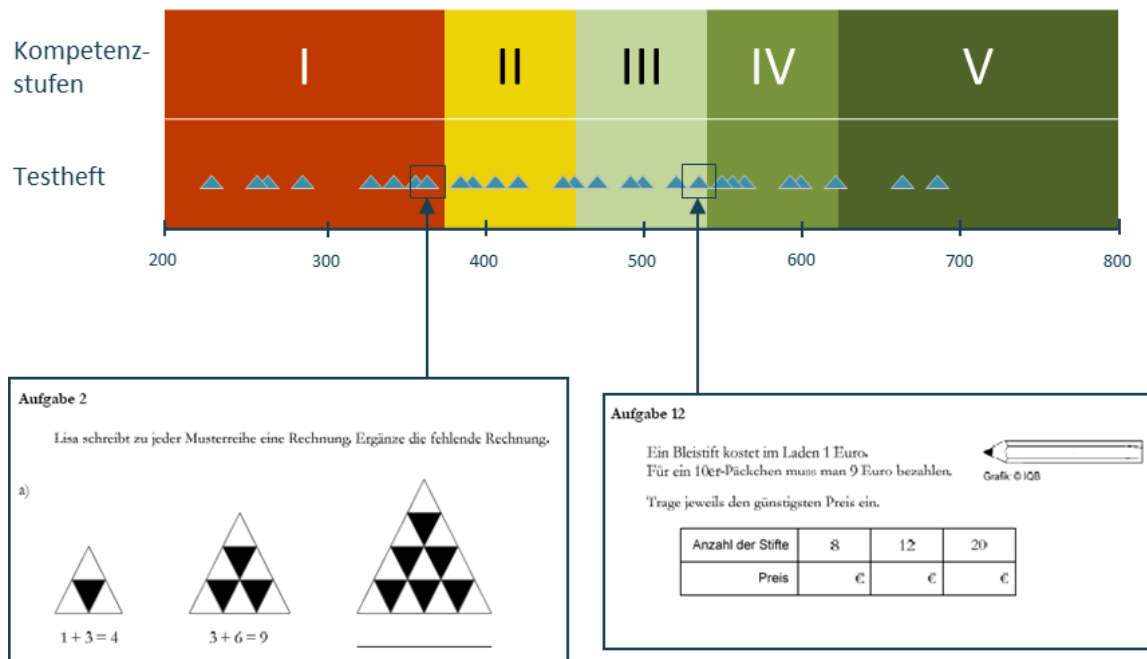 Kompetenz-
stufen
I II III IV V
Testheft
200 300 400 500 600 700 800
Aufgabe 2
Lisa schreibt zu jeder Musterreihe eine Rechnung. Ergänze die fehlende Rechnung.
a)
1 + 3 = 4 3 + 6 = 9
Aufgabe 12
Ein Bleistift kostet im Laden 1 Euro.
Für ein 10er-Päckchen muss man 9 Euro bezahlen.
Grafik: © IQB
Trage jeweils den günstigsten Preis ein.
Anzahl der Stifte 8 12 20
Preis € € €